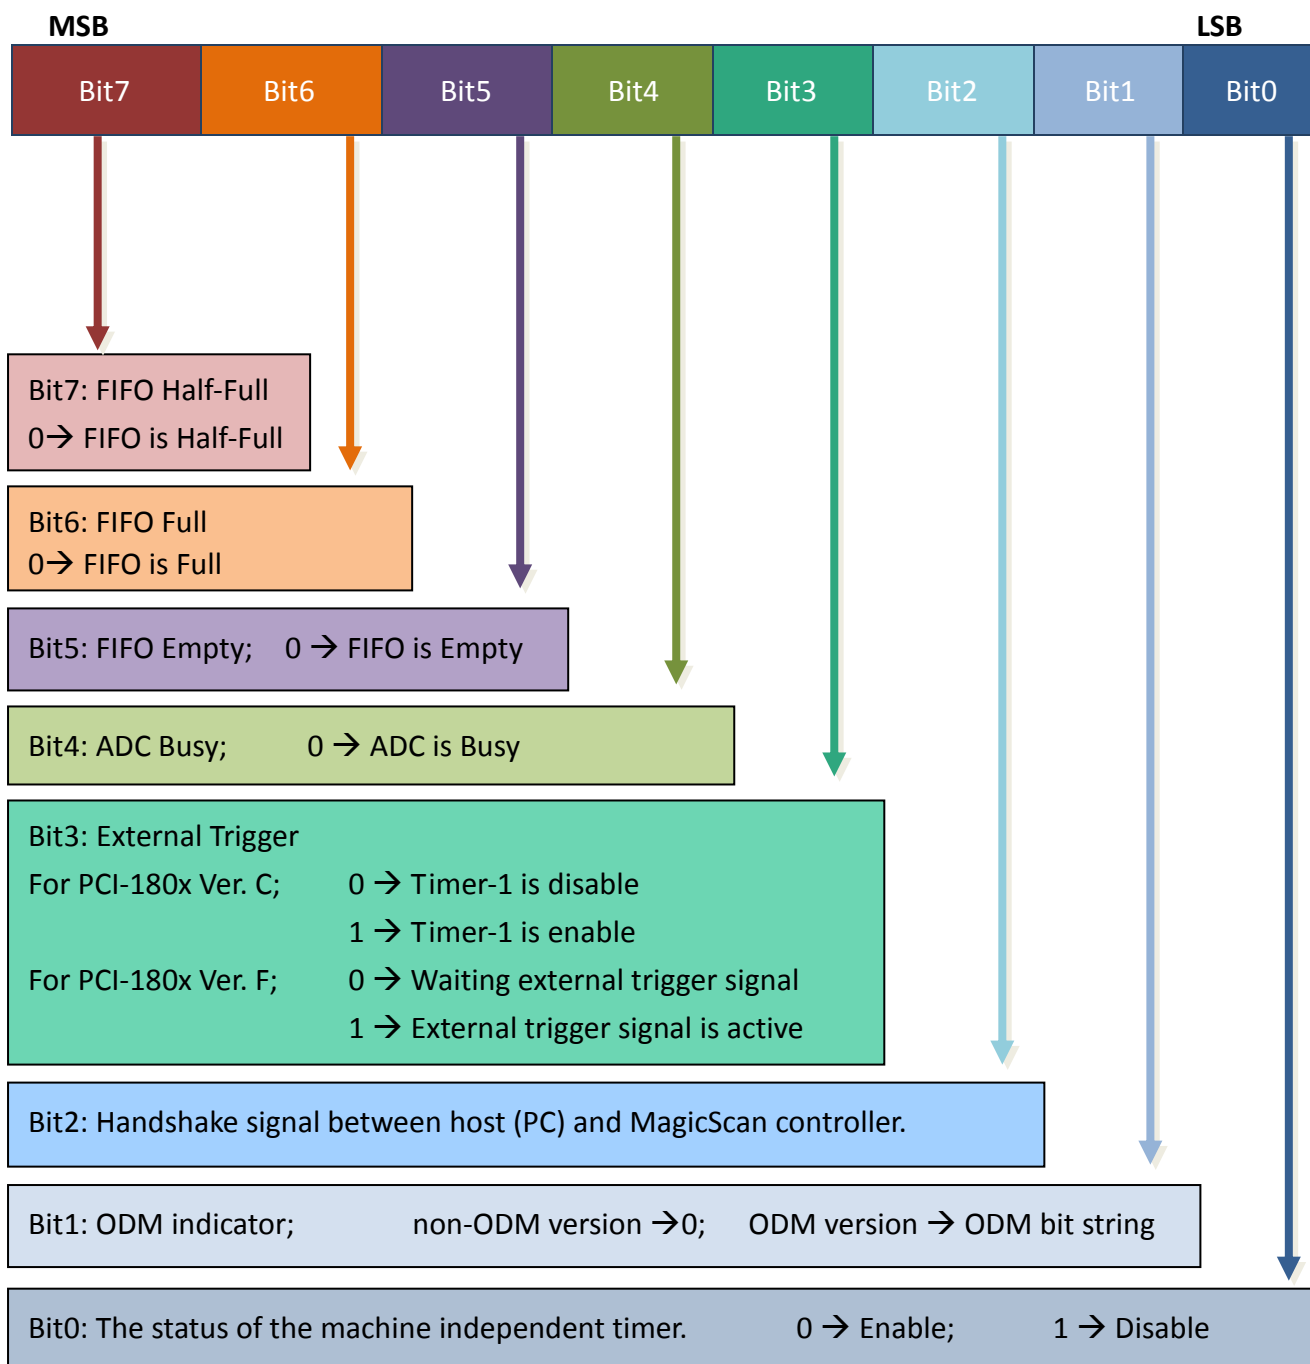 MSB LSB
Bit7 Bit6 Bit5 Bit4 Bit3 Bit2 Bit1 Bit0
Bit7: FIFO Half-Full
0→ FIFO is Half-Full
Bit6: FIFO Full
0→ FIFO is Full
Bit5: FIFO Empty; 0 → FIFO is Empty
Bit4: ADC Busy; 0 → ADC is Busy
Bit3: External Trigger
For PCI-180x Ver. C; 0 → Timer-1 is disable
1 → Timer-1 is enable
For PCI-180x Ver. F; 0 → Waiting external trigger signal
1 → External trigger signal is active
Bit2: Handshake signal between host (PC) and MagicScan controller.
Bit1: ODM indicator; non-ODM version →0; ODM version → ODM bit string
Bit0: The status of the machine independent timer. 0 → Enable; 1 → Disable